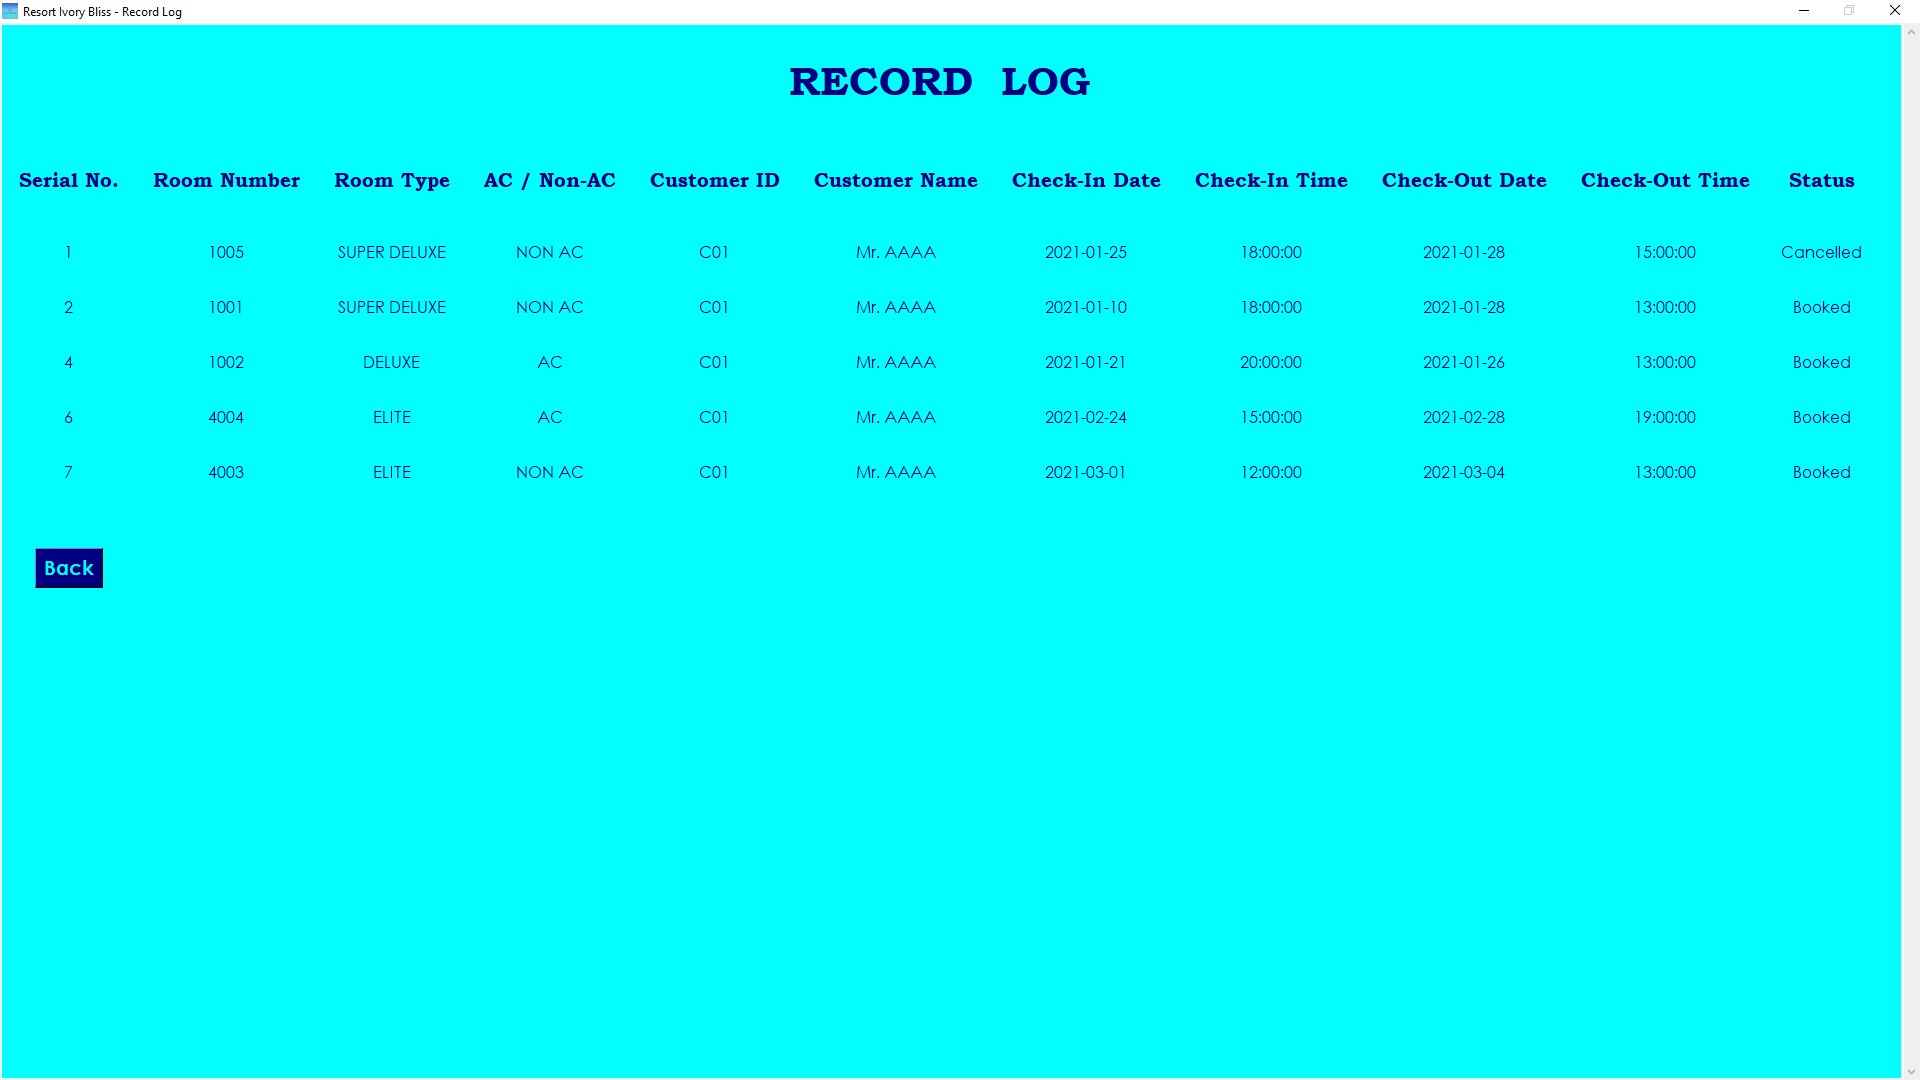 Resort Ivory Bliss - Record Log
RECORD LOG
Serial No. Room Number Room Type AC / Non-AC Customer ID Customer Name Check-In Date Check-In Time Check-Out Date Check-Out Time Status
1 1005 SUPER DELUXE NON AC C01 Mr. AAAA 2021-01-25 18:00:00 2021-01-28 15:00:00 Cancelled
2 1001 SUPER DELUXE NON AC C01 Mr. AAAA 2021-01-10 18:00:00 2021-01-28 13:00:00 Booked
4 1002 DELUXE AC C01 Mr. AAAA 2021-01-21 20:00:00 2021-01-26 13:00:00 Booked
6 4004 ELITE AC C01 Mr. AAAA 2021-02-24 15:00:00 2021-02-28 19:00:00 Booked
7 4003 ELITE NON AC C01 Mr. AAAA 2021-03-01 12:00:00 2021-03-04 13:00:00 Booked
Back